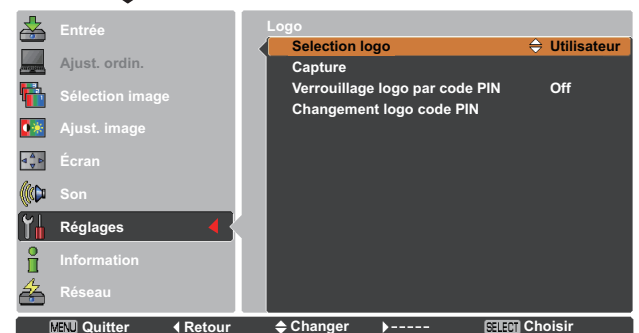 Entrée
Ajust. ordin.
Sélection image
Ajust. image
Écran
Son
Réglages
Information
Réseau
Logo
Selection logo Utilisateur
Capture
Verrouillage logo par code PIN Off
Changement logo code PIN
MENU Quitter Retour Changer ----- SELECT Choisir